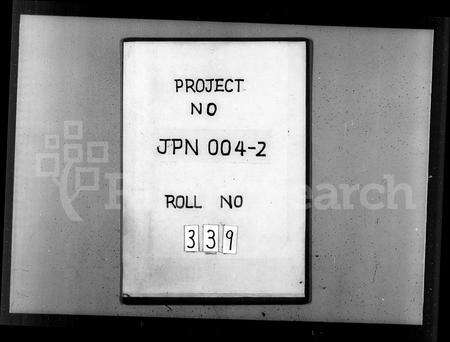 PROJECT
NO
JPN 004-2
ROLL NO
339